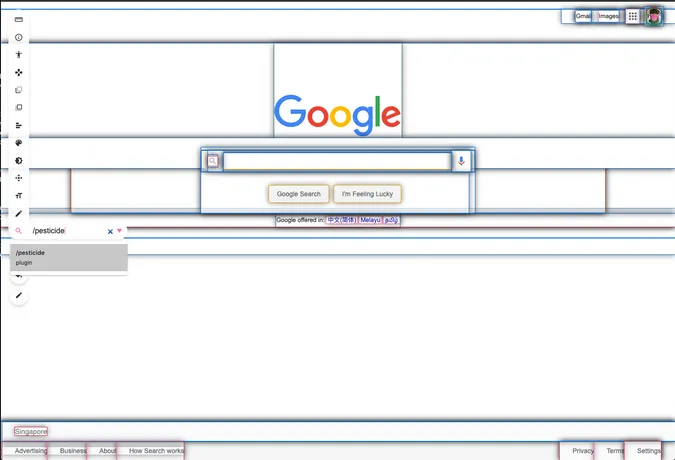 Gmail Images
Google
Google Search I'm Feeling Lucky
Google offered in: 中文(简体) Melayu தமிழ்
/pesticide
/pesticide
plugin
Singapore
Advertising Business About How Search works Privacy Terms Settings